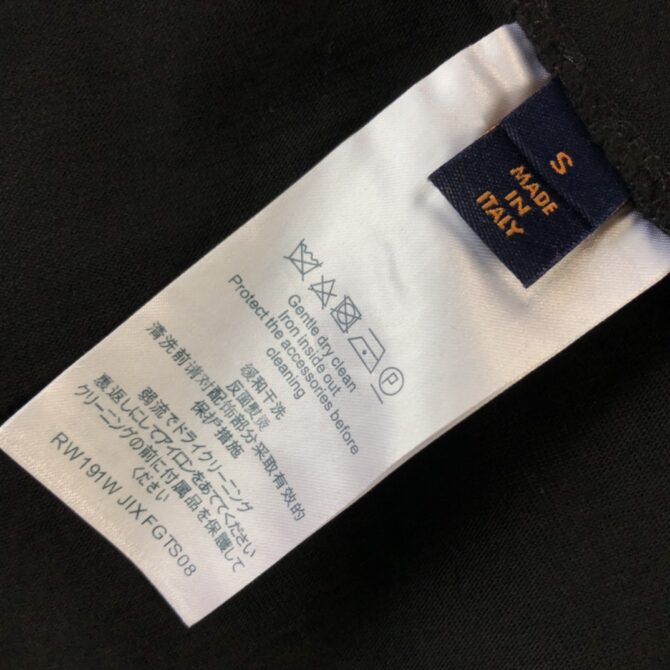 S
MADE
IN
ITALY
P
Gentle dry clean
Iron inside out
Protect the accessories before
cleaning
缓和干洗
反面熨烫
清洗前请对配饰部分采取有效的
保护措施
弱流でドライクリーニング
裏返しにしてアイロンをあててください
クリーニングの前に付属品を保護して
ください
RW191W JIX FGTS08